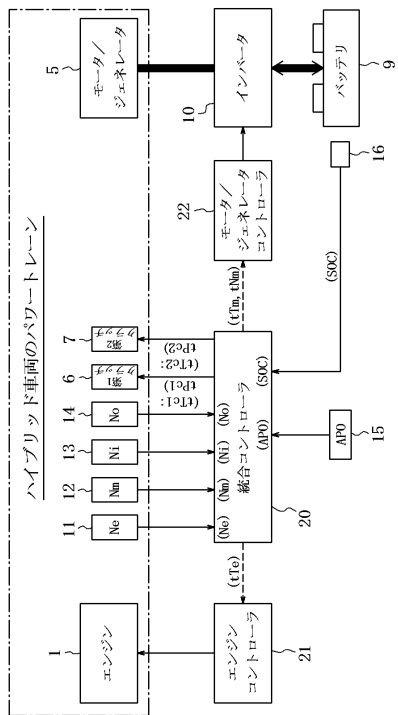 ハイブリッド車両のパワートレーン
1
エンジン
11
Ne
12
Nm
13
Ni
14
No
6
第1
クラッチ
7
第2
クラッチ
5
モータ/
ジェネレータ
(tTc1:
tPc1)
(tTc2:
tPc2)
21
エンジン
コントローラ
(tTe)
20
(Ne)
(Nm)
(Ni)
(No)
統合コントローラ
(APO)
(SOC)
(tTm,tNm)
22
モータ/
ジェネレータ
コントローラ
10
インバータ
15
APO
(SOC)
16
9
バッテリ